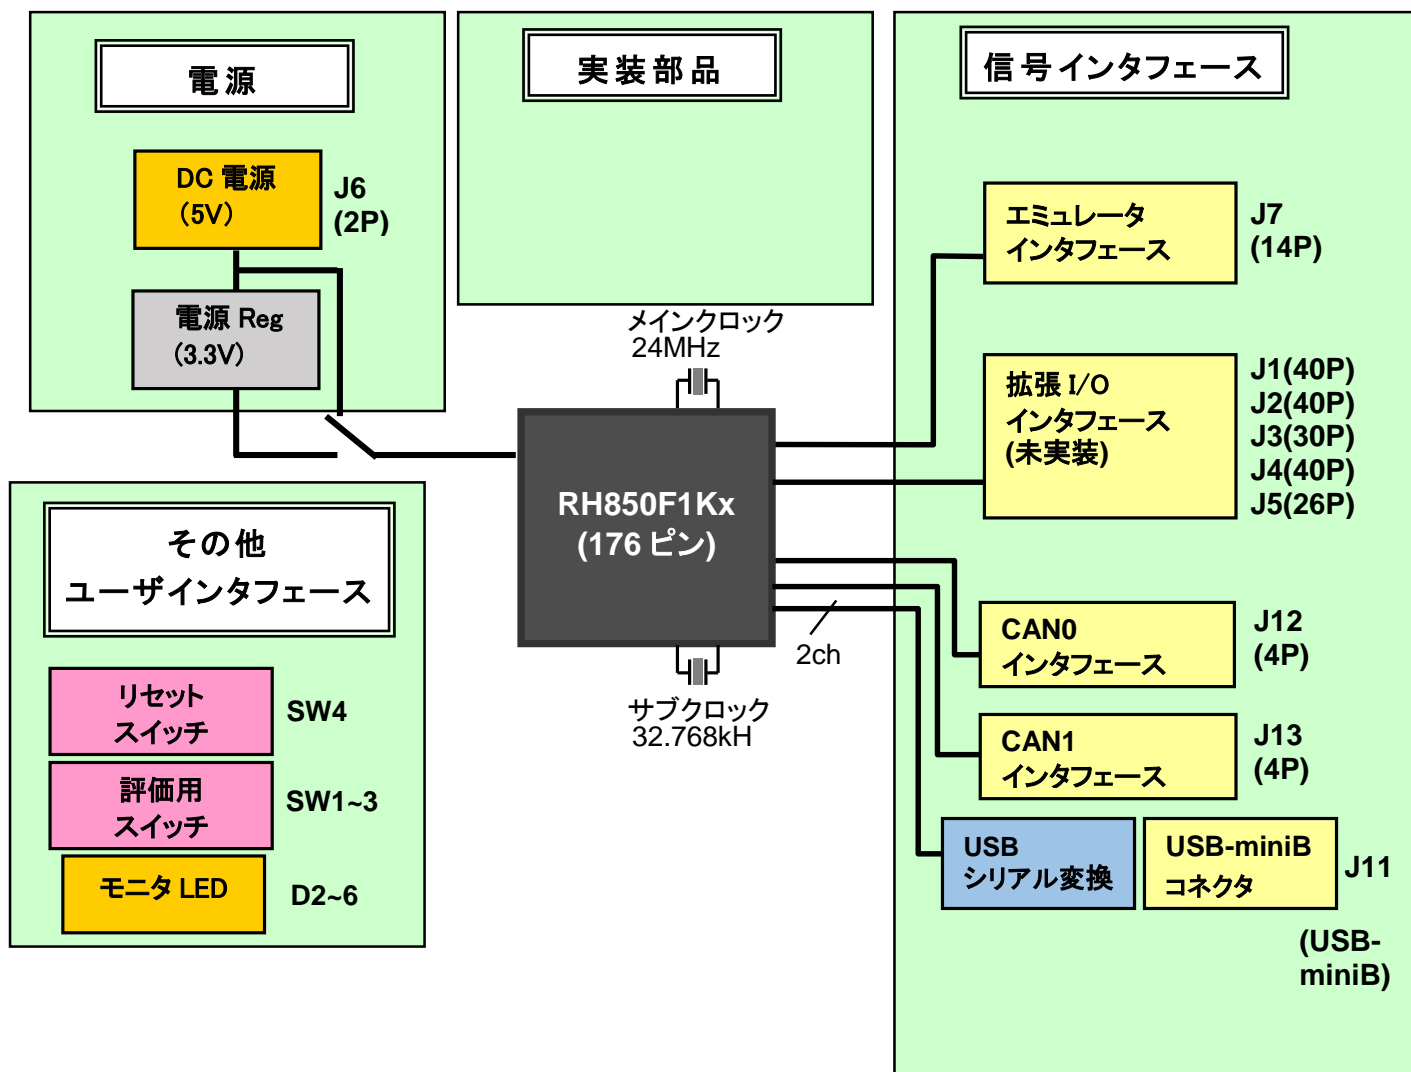 電源
DC 電源
(5V)
J6
(2P)
電源 Reg
(3.3V)
実装部品
メインクロック
24MHz
RH850F1Kx
(176 ピン)
サブクロック
32.768kH
2ch
信号インタフェース
エミュレータ
インタフェース
J7
(14P)
拡張 I/O
インタフェース
(未実装)
J1(40P)
J2(40P)
J3(30P)
J4(40P)
J5(26P)
CAN0
インタフェース
J12
(4P)
CAN1
インタフェース
J13
(4P)
USB
シリアル変換
USB-miniB
コネクタ
J11
(USB-
miniB)
その他
ユーザインタフェース
リセット
スイッチ
SW4
評価用
スイッチ
SW1~3
モニタ LED
D2~6